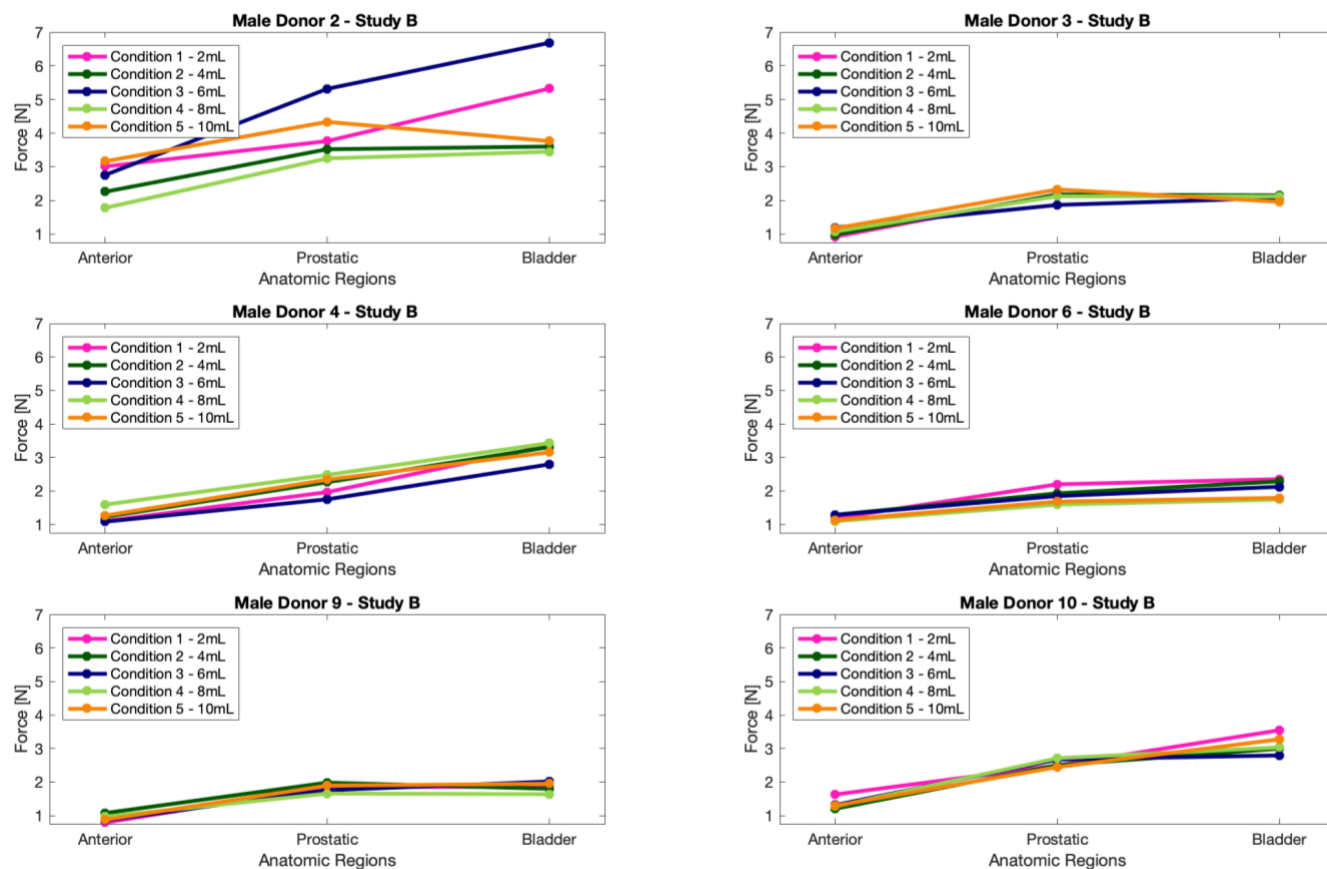 Male Donor 2 - Study B
7
6
5
4
3
2
1
Force [N]
Condition 1 - 2mL
Condition 2 - 4mL
Condition 3 - 6mL
Condition 4 - 8mL
Condition 5 - 10mL
Anterior Prostatic Bladder
Anatomic Regions
Male Donor 3 - Study B
7
6
5
4
3
2
1
Force [N]
Condition 1 - 2mL
Condition 2 - 4mL
Condition 3 - 6mL
Condition 4 - 8mL
Condition 5 - 10mL
Anterior Prostatic Bladder
Anatomic Regions
Male Donor 4 - Study B
7
6
5
4
3
2
1
Force [N]
Condition 1 - 2mL
Condition 2 - 4mL
Condition 3 - 6mL
Condition 4 - 8mL
Condition 5 - 10mL
Anterior Prostatic Bladder
Anatomic Regions
Male Donor 6 - Study B
7
6
5
4
3
2
1
Force [N]
Condition 1 - 2mL
Condition 2 - 4mL
Condition 3 - 6mL
Condition 4 - 8mL
Condition 5 - 10mL
Anterior Prostatic Bladder
Anatomic Regions
Male Donor 9 - Study B
7
6
5
4
3
2
1
Force [N]
Condition 1 - 2mL
Condition 2 - 4mL
Condition 3 - 6mL
Condition 4 - 8mL
Condition 5 - 10mL
Anterior Prostatic Bladder
Anatomic Regions
Male Donor 10 - Study B
7
6
5
4
3
2
1
Force [N]
Condition 1 - 2mL
Condition 2 - 4mL
Condition 3 - 6mL
Condition 4 - 8mL
Condition 5 - 10mL
Anterior Prostatic Bladder
Anatomic Regions